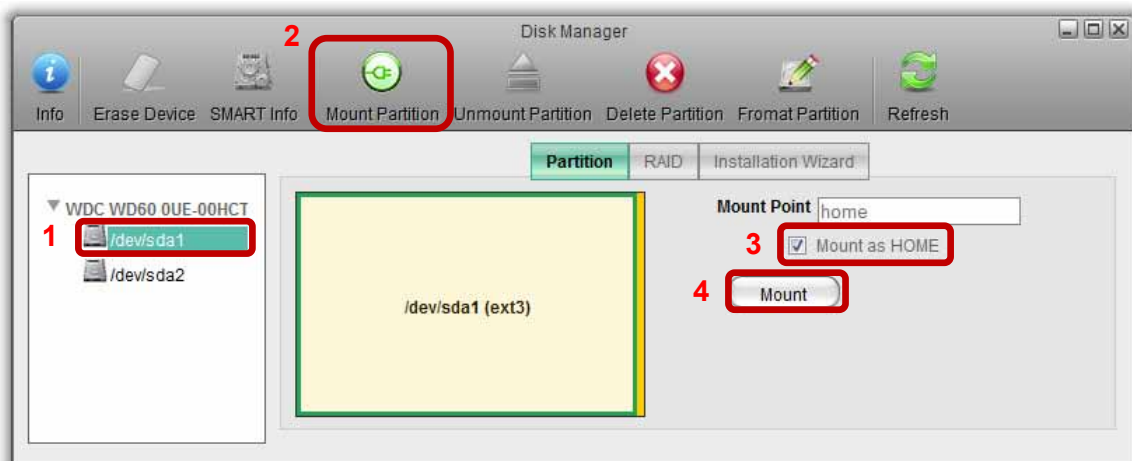 Disk Manager
2
Info Erase Device SMART Info Mount Partition Unmount Partition Delete Partition Fromat Partition Refresh
Partition RAID Installation Wizard
WDC WD60 0UE-00HCT
Mount Point home
1 /dev/sda1
3 Mount as HOME
/dev/sda2
4 Mount
/dev/sda1 (ext3)